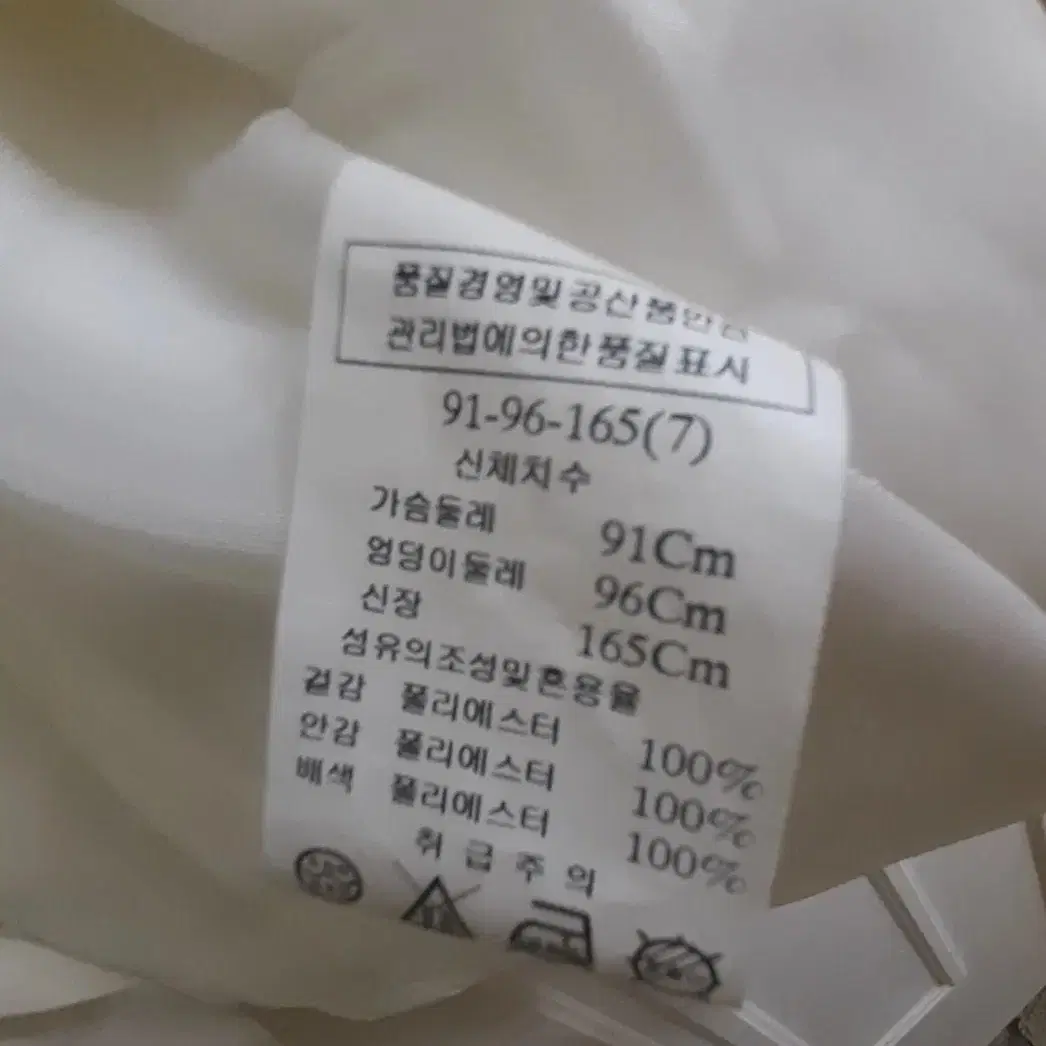 품질경영및공산품안전
관리법에의한품질표시
91-96-165(7)
신체치수
가슴둘레 91Cm
엉덩이둘레 96Cm
신장 165Cm
섬유의조성및혼용율
겉감 폴리에스터 100%
안감 폴리에스터 100%
배색 폴리에스터 100%
취급주의